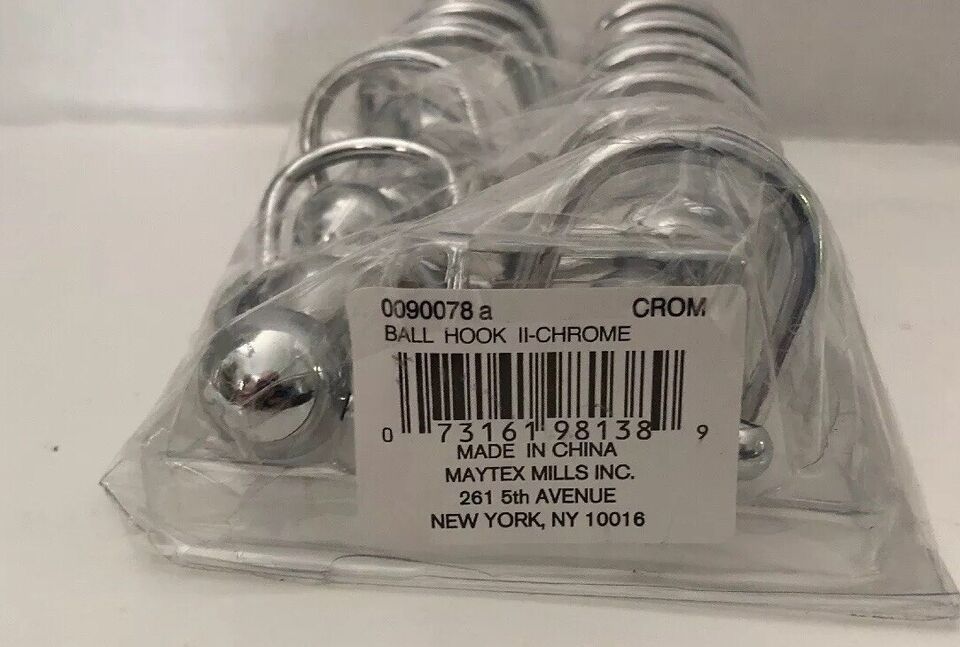 0090078 a CROM
BALL HOOK II-CHROME
0 73161 98138 9
MADE IN CHINA
MAYTEX MILLS INC.
261 5th AVENUE
NEW YORK, NY 10016